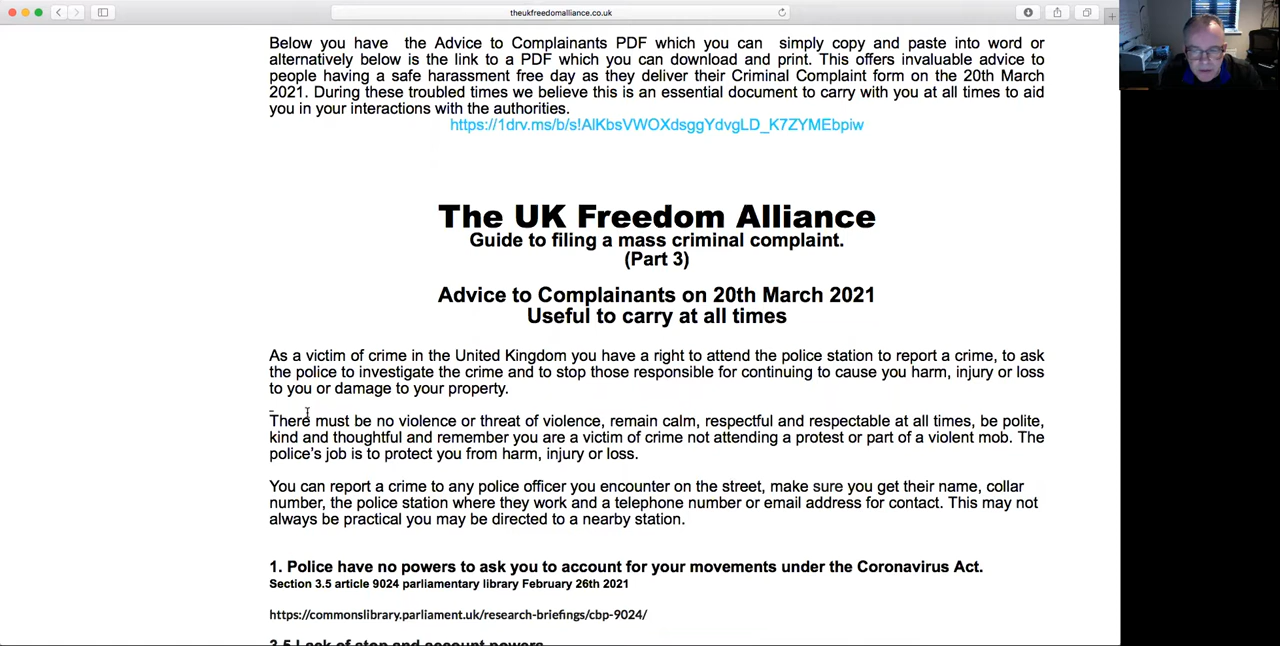 theukfreedomalliance.co.uk
Below you have the Advice to Complainants PDF which you can simply copy and paste into word or
alternatively below is the link to a PDF which you can download and print. This offers invaluable advice to
people having a safe harassment free day as they deliver their Criminal Complaint form on the 20th March
2021. During these troubled times we believe this is an essential document to carry with you at all times to aid
you in your interactions with the authorities.
https://1drv.ms/b/s!AlKbsVWOXdsggYdvgLD_K7ZYMEbpiw
The UK Freedom Alliance
Guide to filing a mass criminal complaint.
(Part 3)
Advice to Complainants on 20th March 2021
Useful to carry at all times
As a victim of crime in the United Kingdom you have a right to attend the police station to report a crime, to ask
the police to investigate the crime and to stop those responsible for continuing to cause you harm, injury or loss
to you or damage to your property.
There must be no violence or threat of violence, remain calm, respectful and respectable at all times, be polite,
kind and thoughtful and remember you are a victim of crime not attending a protest or part of a violent mob. The
police's job is to protect you from harm, injury or loss.
You can report a crime to any police officer you encounter on the street, make sure you get their name, collar
number, the police station where they work and a telephone number or email address for contact. This may not
always be practical you may be directed to a nearby station.
1. Police have no powers to ask you to account for your movements under the Coronavirus Act.
Section 3.5 article 9024 parliamentary library February 26th 2021
https://commonslibrary.parliament.uk/research-briefings/cbp-9024/
3.5 Lack of stop and account powers